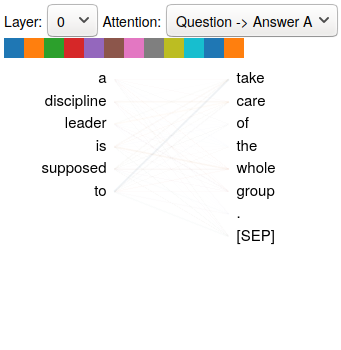 Layer: 0 Attention: Question -> Answer A
a take
discipline care
leader of
is the
supposed whole
to group
.
[SEP]